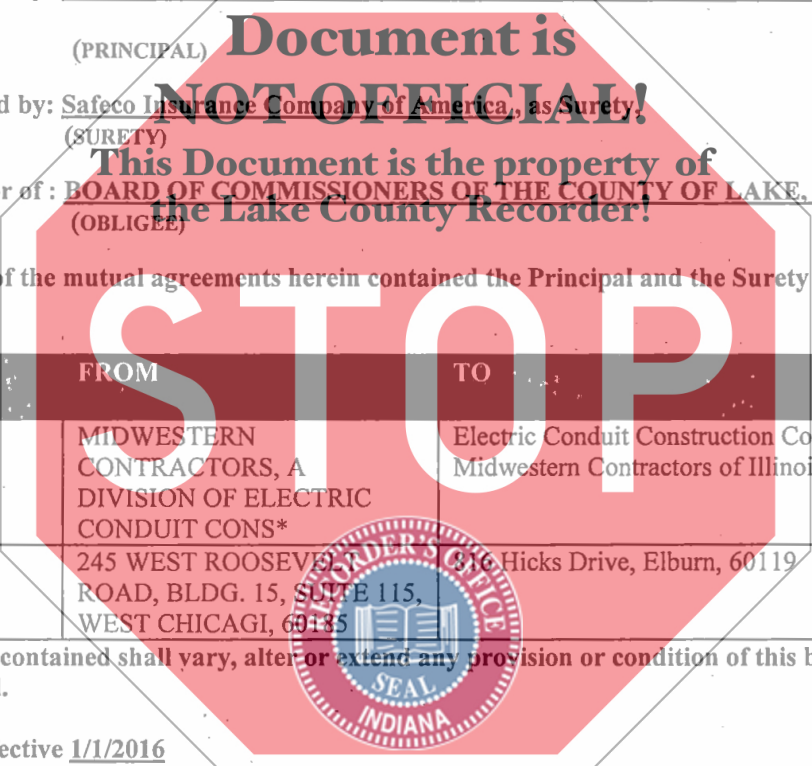 Document is
(PRINCIPAL)
NOT OFFICIAL!
d by: Safeco Insurance Company of America , as Surety,
(SURETY)
This Document is the property of
r of : BOARD OF COMMISSIONERS OF THE COUNTY OF LAKE,
the Lake County Recorder!
(OBLIGEE)
of the mutual agreements herein contained the Principal and the Surety
STOP
FROM
TO
MIDWESTERN
CONTRACTORS, A
DIVISION OF ELECTRIC
CONDUIT CONS*
Electric Conduit Construction Co
Midwestern Contractors of Illinoi
245 WEST ROOSEVELT
ROAD, BLDG. 15, SUITE 115,
WEST CHICAGI, 60185
816 Hicks Drive, Elburn, 60119
RECORDER'S OFFICE
SEAL
INDIANA
contained shall vary, alter or extend any provision or condition of this b
.
ective 1/1/2016